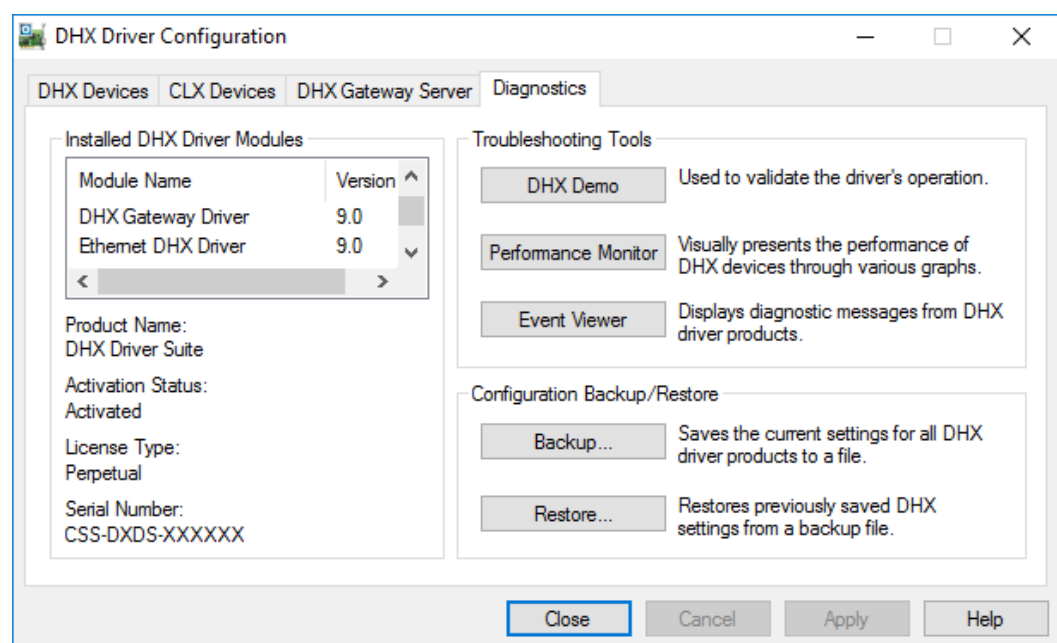 DHX Driver Configuration
DHX Devices CLX Devices DHX Gateway Server Diagnostics
Installed DHX Driver Modules
Module Name Version
DHX Gateway Driver 9.0
Ethernet DHX Driver 9.0
Product Name:
DHX Driver Suite
Activation Status:
Activated
License Type:
Perpetual
Serial Number:
CSS-DXDS-XXXXXX
Troubleshooting Tools
DHX Demo
Used to validate the driver's operation.
Performance Monitor
Visually presents the performance of
DHX devices through various graphs.
Event Viewer
Displays diagnostic messages from DHX
driver products.
Configuration Backup/Restore
Backup...
Saves the current settings for all DHX
driver products to a file.
Restore...
Restores previously saved DHX
settings from a backup file.
Close Cancel Apply Help